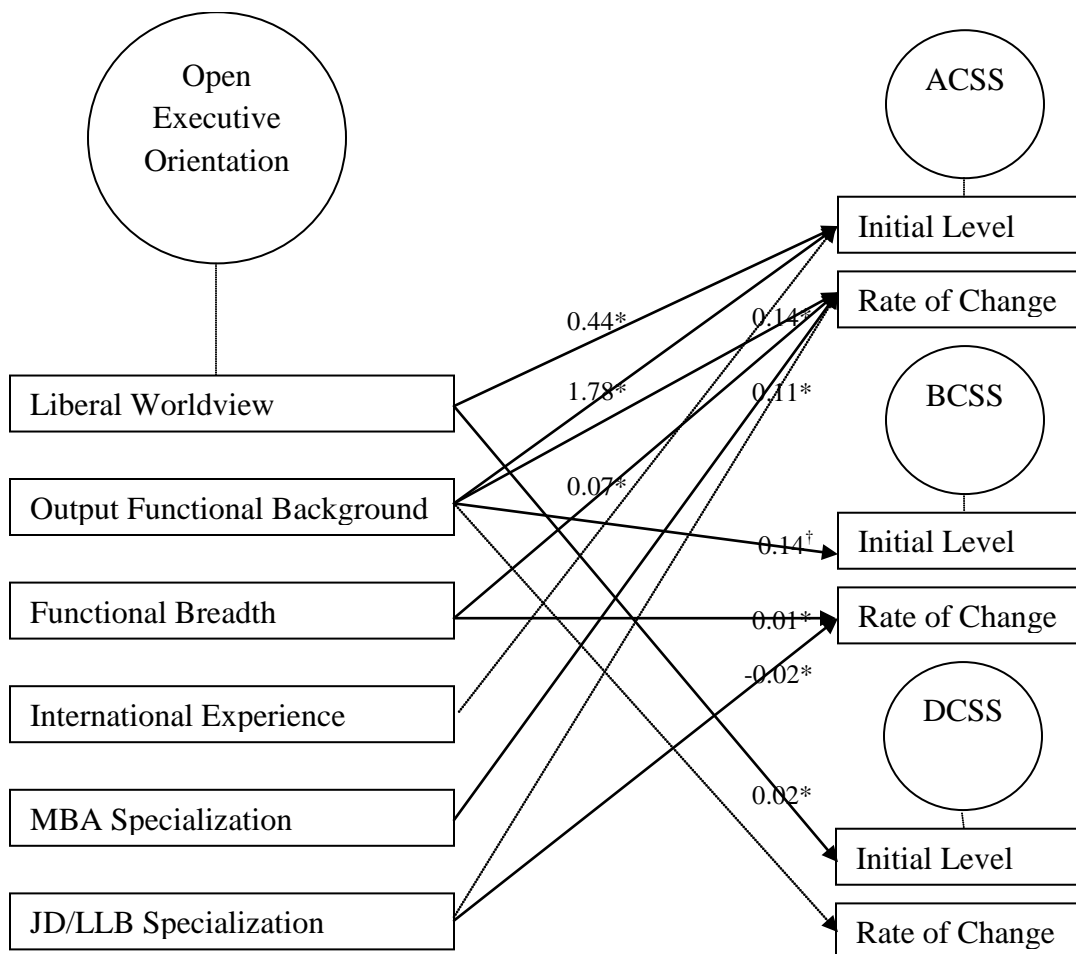 Open
Executive
Orientation
ACSS
Initial Level
Rate of Change
0.44*
0.14*
Liberal Worldview
1.78*
0.11*
BCSS
Output Functional Background
0.07*
0.14†
Initial Level
Functional Breadth
0.01*
Rate of Change
-0.02*
International Experience
DCSS
MBA Specialization
0.02*
Initial Level
JD/LLB Specialization
Rate of Change